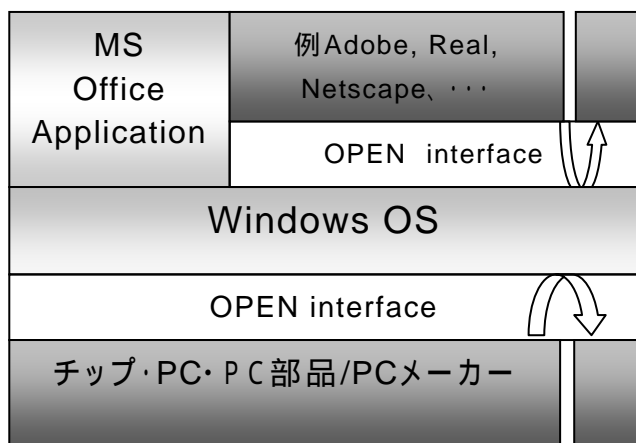 MS
Office
Application
例Adobe, Real,
Netscape、・・・
OPEN interface
Windows OS
OPEN interface
チップ・PC・PC部品/PCメーカー